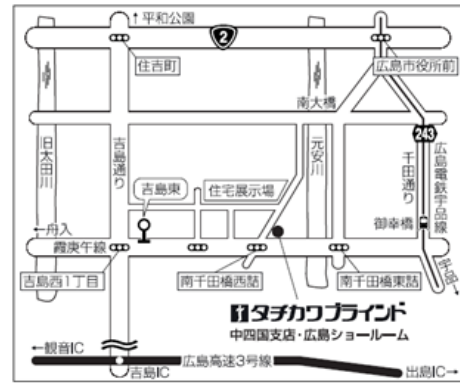 ↑平和公園
2
住吉町
広島市役所前
南大橋
243
旧太田川
吉島通り
元安川
千田通り
広島電鉄宇品線
吉島東
住宅展示場
御幸橋
←舟入
霞庚午線
吉島西1丁目
南千田橋西詰
南千田橋東詰
タチカワブラインド
中四国支店・広島ショールーム
←観音IC
広島高速3号線
吉島IC
出島IC→